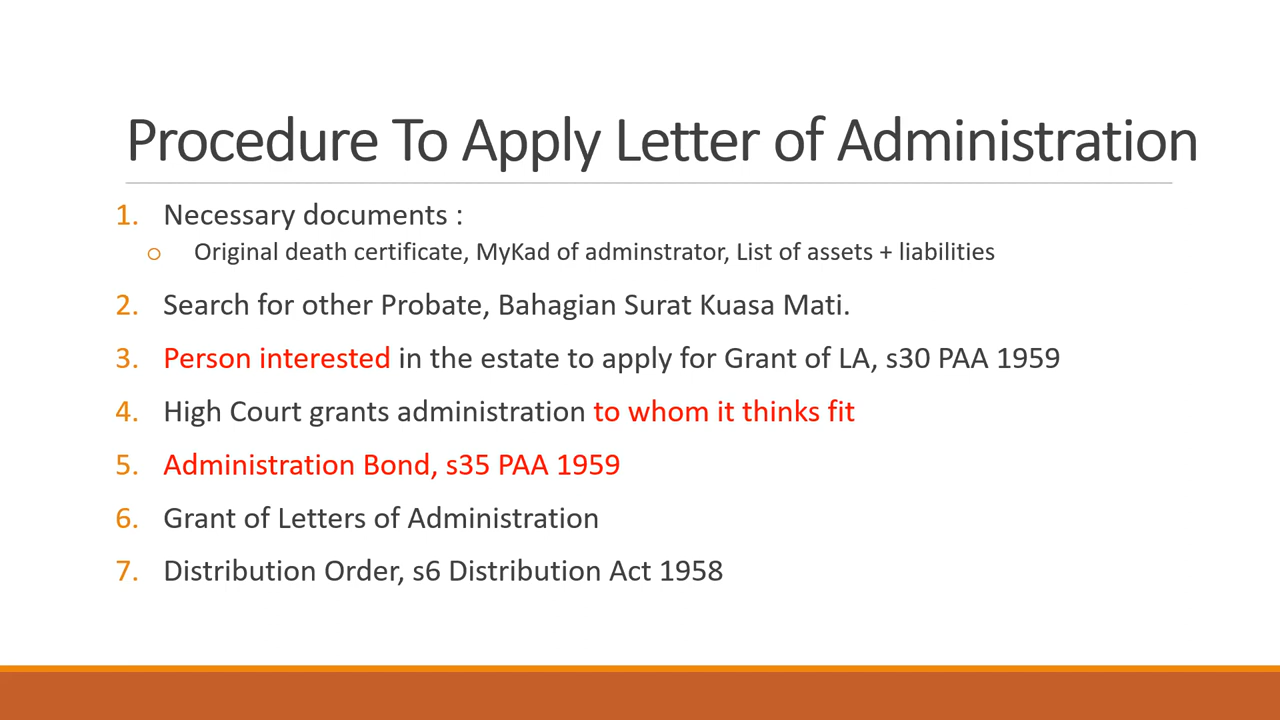 Procedure To Apply Letter of Administration
1. Necessary documents :
o Original death certificate, MyKad of adminstrator, List of assets + liabilities
2. Search for other Probate, Bahagian Surat Kuasa Mati.
3. Person interested in the estate to apply for Grant of LA, s30 PAA 1959
4. High Court grants administration to whom it thinks fit
5. Administration Bond, s35 PAA 1959
6. Grant of Letters of Administration
7. Distribution Order, s6 Distribution Act 1958